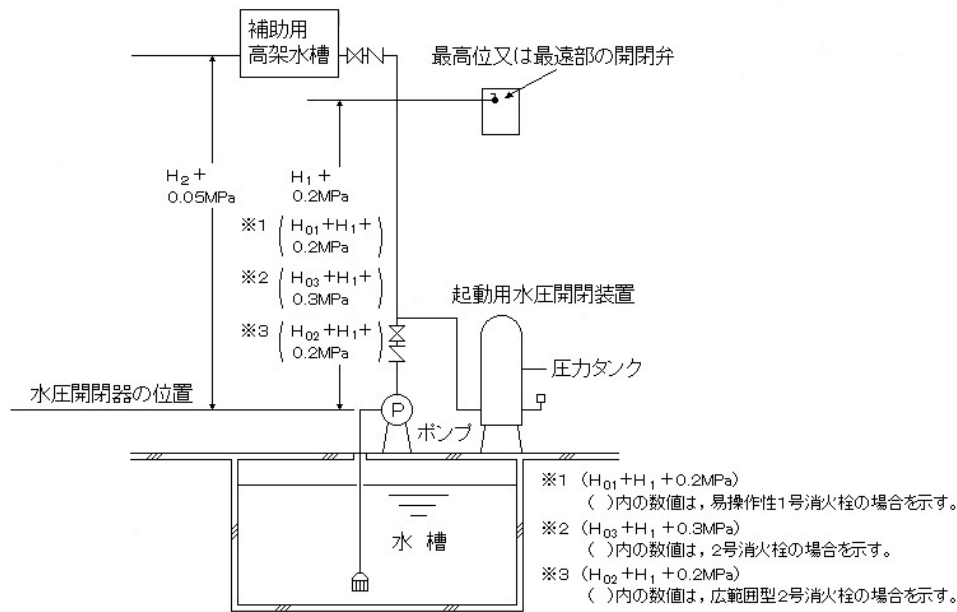 補助用
高架水槽
最高位又は最遠部の開閉弁
H₂+
0.05MPa
H₁+
0.2MPa
※1 (H₀₁+H₁+
0.2MPa)
※2 (H₀₃+H₁+
0.3MPa)
※3 (H₀₂+H₁+
0.2MPa)
起動用水圧開閉装置
圧力タンク
水圧開閉器の位置
P
ポンプ
水 槽
※1 (H₀₁+H₁+0.2MPa)
( )内の数値は,易操作性1号消火栓の場合を示す。
※2 (H₀₃+H₁+0.3MPa)
( )内の数値は,2号消火栓の場合を示す。
※3 (H₀₂+H₁+0.2MPa)
( )内の数値は,広範囲型2号消火栓の場合を示す。